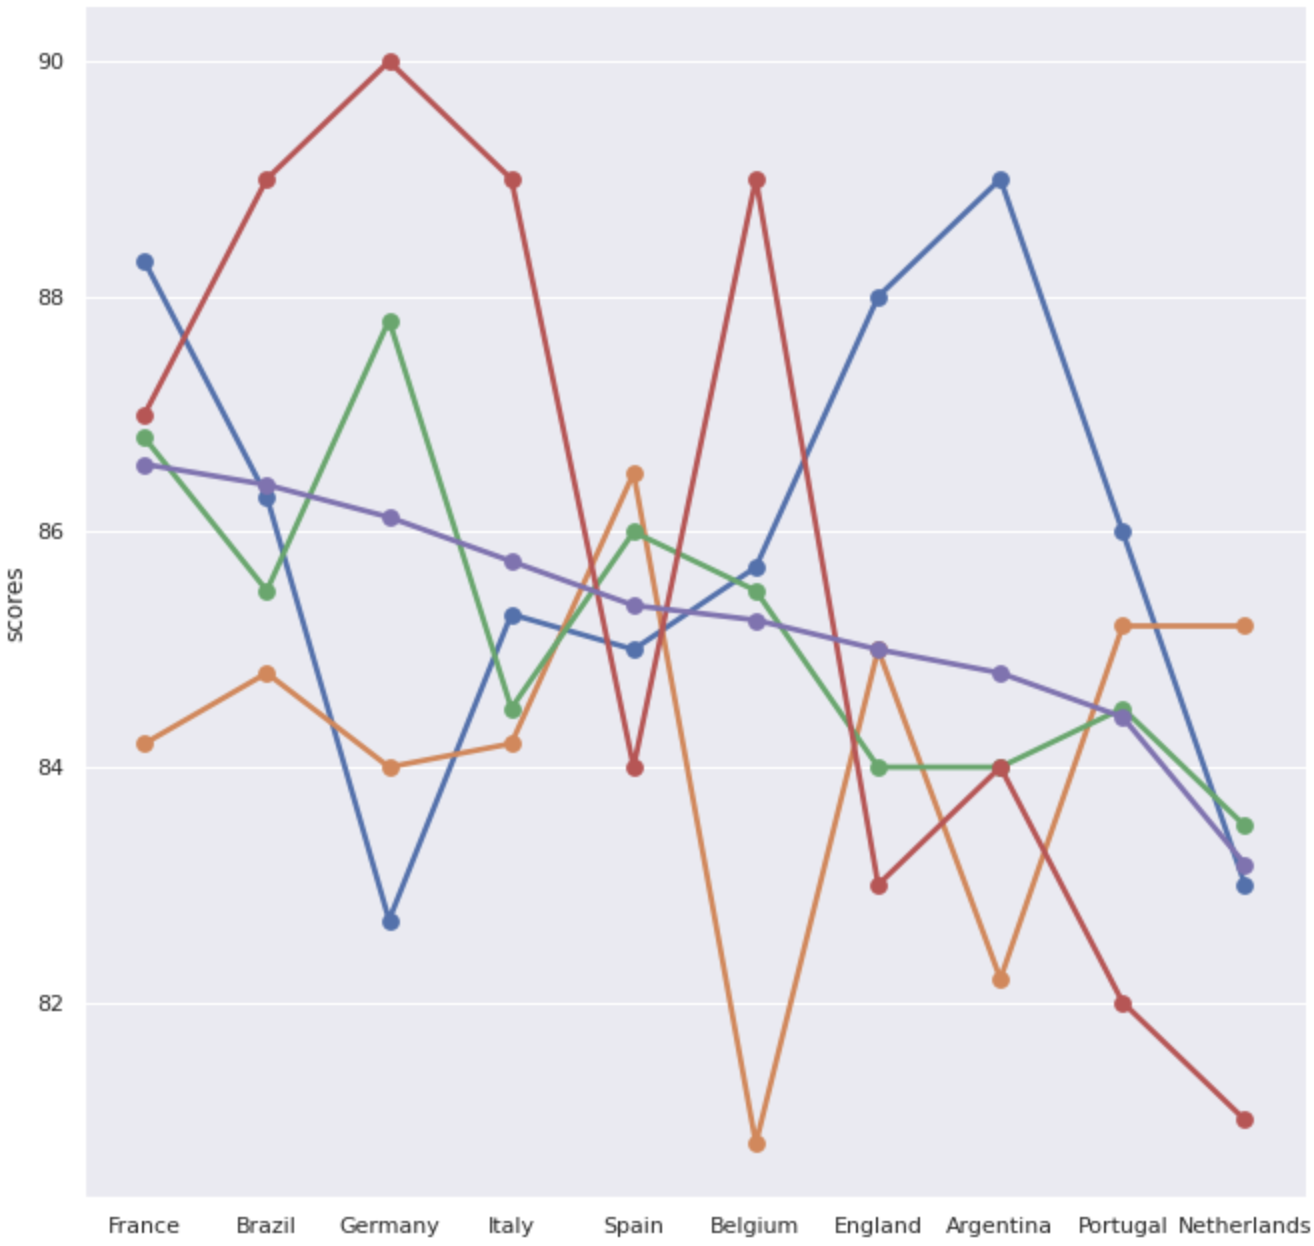 90
88
86
84
82
scores
France Brazil Germany Italy Spain Belgium England Argentina Portugal Netherlands